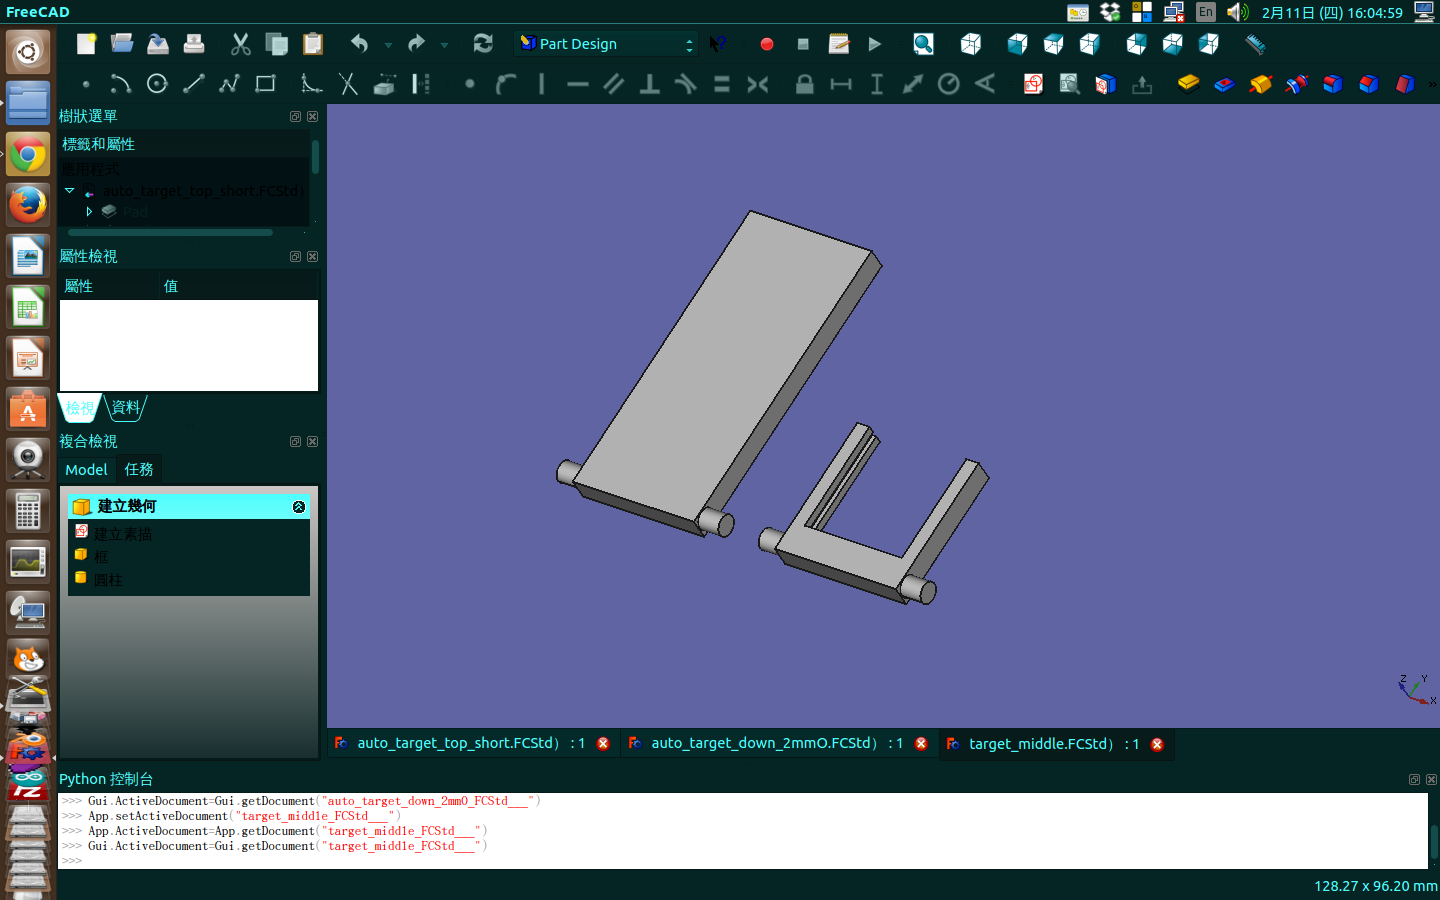 FreeCAD
En
2月11日 (四) 16:04:59
Part Design
樹狀選單
標籤和屬性
應用程式
auto_target_top_short.FCStd)
Pad
屬性檢視
屬性 值
檢視 資料
複合檢視
Model 任務
建立幾何
建立素描
框
圓柱
Z Y X
auto_target_top_short.FCStd) : 1
auto_target_down_2mmO.FCStd) : 1
target_middle.FCStd) : 1
Python 控制台
>>> Gui.ActiveDocument=Gui.getDocument("auto_target_down_2mmO_FCStd___")
>>> App.setActiveDocument("target_middle_FCStd___")
>>> App.ActiveDocument=App.getDocument("target_middle_FCStd___")
>>> Gui.ActiveDocument=Gui.getDocument("target_middle_FCStd___")
>>>
128.27 x 96.20 mm